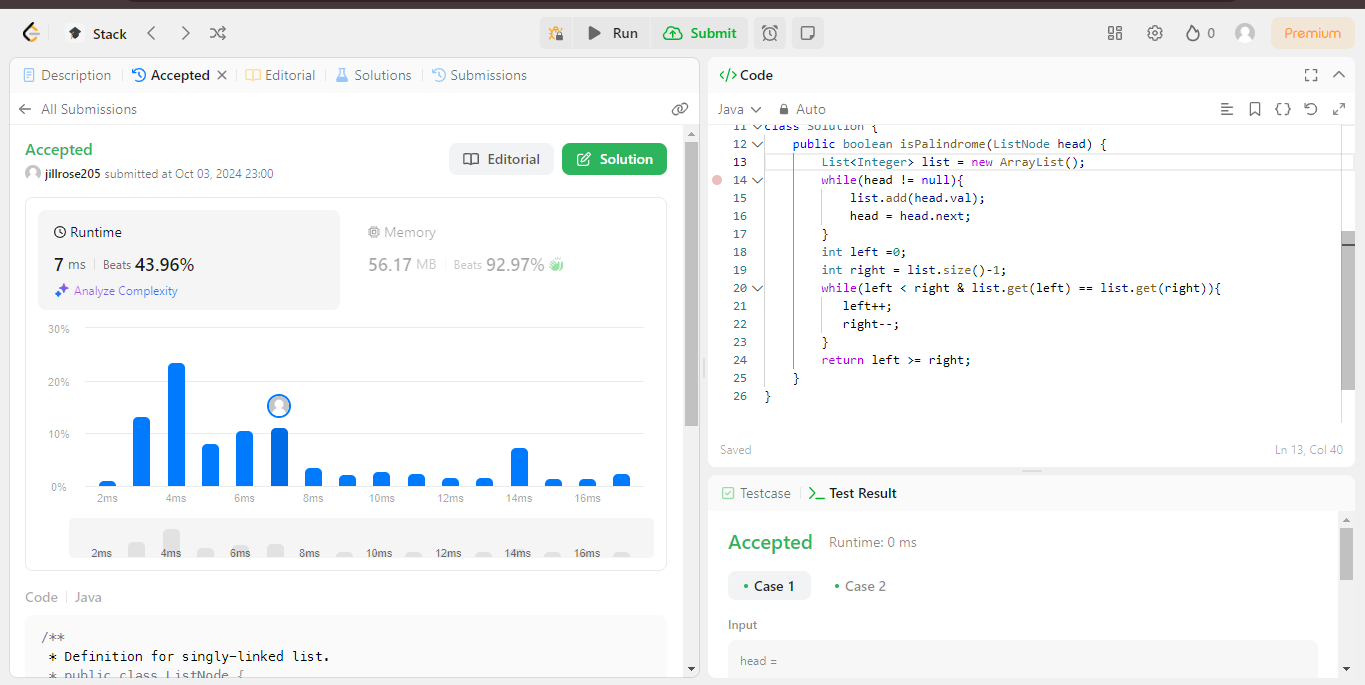 Stack
Run
Submit
0
Premium
Description
Accepted
Editorial
Solutions
Submissions
All Submissions
Accepted
jillrose205 submitted at Oct 03, 2024 23:00
Editorial
Solution
Runtime
7 ms
Beats 43.96%
Analyze Complexity
Memory
56.17 MB
Beats 92.97%
30%
20%
10%
0%
2ms 4ms 6ms 8ms 10ms 12ms 14ms 16ms
2ms 4ms 6ms 8ms 10ms 12ms 14ms 16ms
Code
Java
/**
* Definition for singly-linked list.
* public class ListNode {
</> Code
Java
Auto
11 class Solution {
12 public boolean isPalindrome(ListNode head) {
13 List<Integer> list = new ArrayList();
14 while(head != null){
15 list.add(head.val);
16 head = head.next;
17 }
18 int left =0;
19 int right = list.size()-1;
20 while(left < right & list.get(left) == list.get(right)){
21 left++;
22 right--;
23 }
24 return left >= right;
25 }
26 }
Saved
Ln 13, Col 40
Testcase
Test Result
Accepted
Runtime: 0 ms
Case 1
Case 2
Input
head =